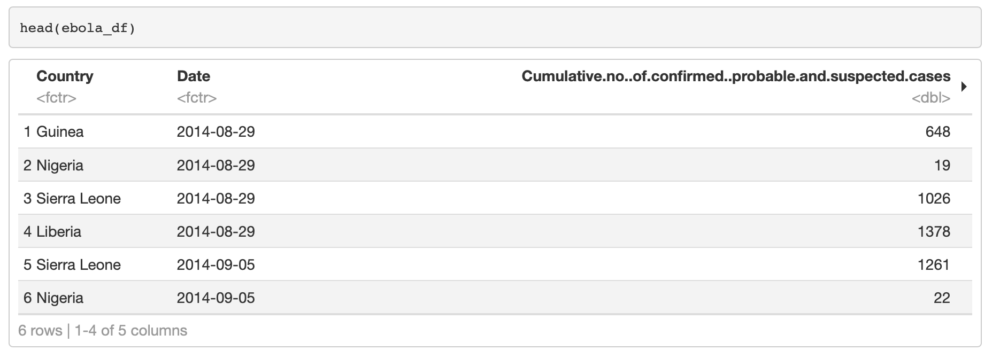 head(ebola_df)
Country Date Cumulative.no..of.confirmed..probable.and.suspected.cases
<fctr> <fctr> <dbl>
1 Guinea 2014-08-29 648
2 Nigeria 2014-08-29 19
3 Sierra Leone 2014-08-29 1026
4 Liberia 2014-08-29 1378
5 Sierra Leone 2014-09-05 1261
6 Nigeria 2014-09-05 22
6 rows | 1-4 of 5 columns